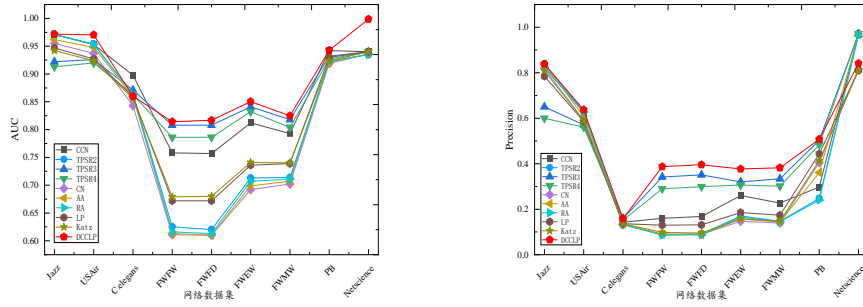 1.00
0.95
0.90
0.85
0.80
0.75
0.70
0.65
0.60
AUC
CCN
TPSR2
TPSR3
TPSR4
CN
AA
RA
LP
Katz
DCCLP
Jazz
USAir
C.elegans
FWFW
FWFD
FWEW
FWMW
PB
Netscience
网络数据集
1.0
0.8
0.6
0.4
0.2
0.0
Precision
CCN
TPSR2
TPSR3
TPSR4
CN
AA
RA
LP
Katz
DCCLP
Jazz
USAir
C.elegans
FWFW
FWFD
FWEW
FWMW
PB
Netscience
网络数据集